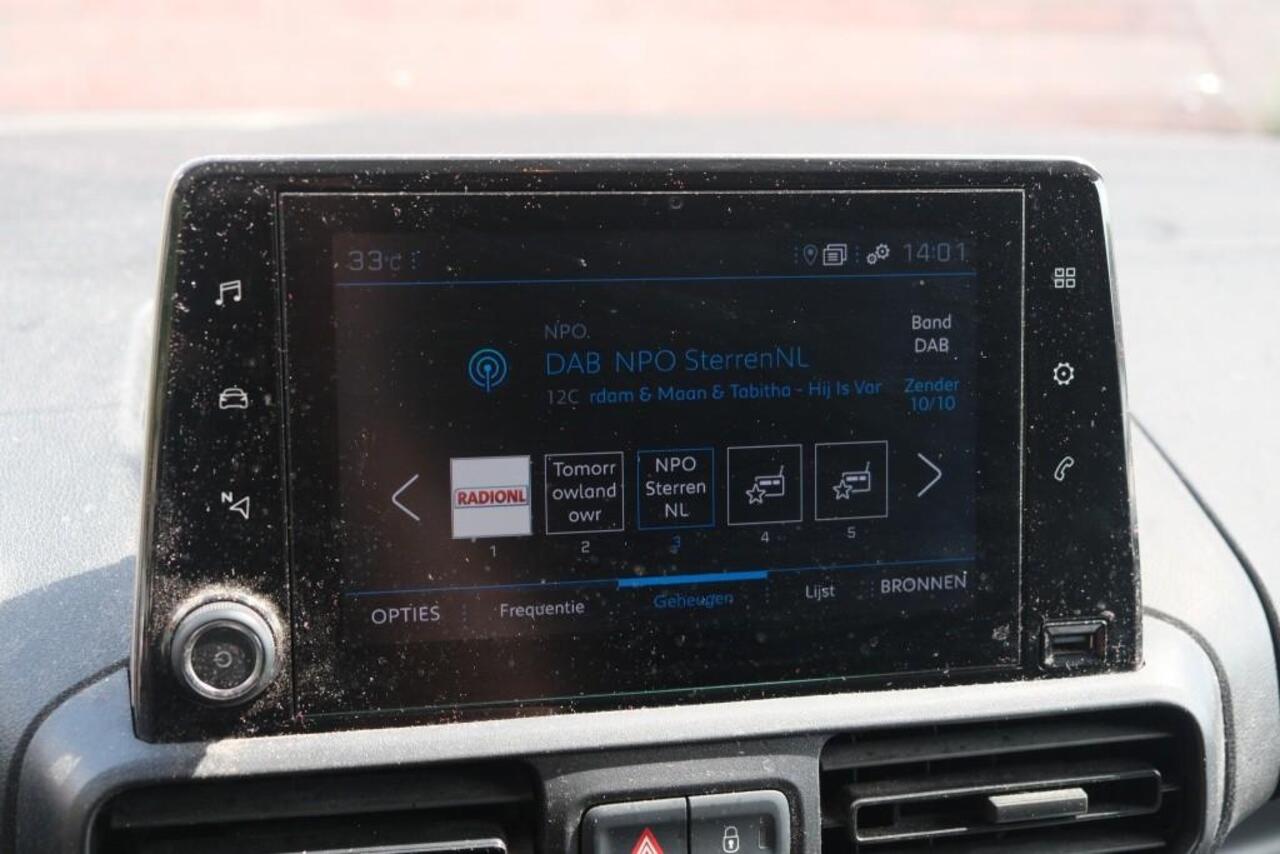 33°C
14:01
NPO.
DAB NPO SterrenNL
12C rdam & Maan & Tabitha - Hij Is Var
Band
DAB
Zender
10/10
RADIONL
Tomorr
owland
owr
NPO
Sterren
NL
1 2 3 4 5
OPTIES Frequentie Geheugen Lijst BRONNEN
N